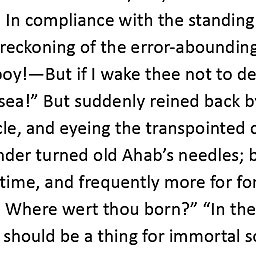 In compliance with the standing
reckoning of the error-abounding
boy!—But if I wake thee not to de
sea!” But suddenly reined back b
cle, and eyeing the transpointed
nder turned old Ahab’s needles; b
time, and frequently more for for
Where wert thou born?” “In the
should be a thing for immortal so